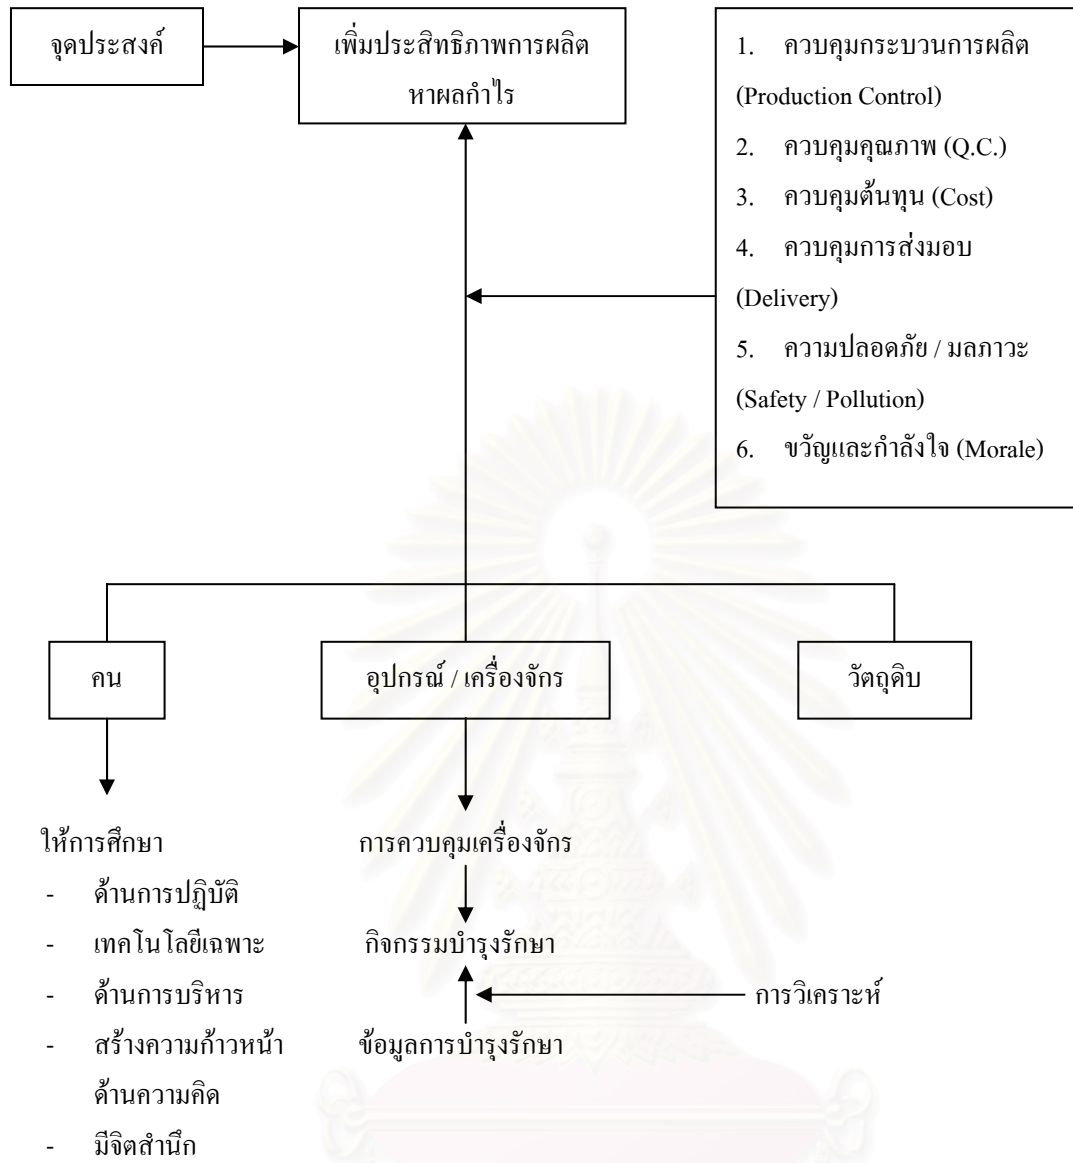 จุดประสงค์
เพิ่มประสิทธิภาพการผลิต
หาผลกำไร
1. ควบคุมกระบวนการผลิต
(Production Control)
2. ควบคุมคุณภาพ (Q.C.)
3. ควบคุมต้นทุน (Cost)
4. ควบคุมการส่งมอบ
(Delivery)
5. ความปลอดภัย / มลภาวะ
(Safety / Pollution)
6. ขวัญและกำลังใจ (Morale)
คน
อุปกรณ์ / เครื่องจักร
วัตถุดิบ
ให้การศึกษา
- ด้านการปฏิบัติ
- เทคโนโลยีเฉพาะ
- ด้านการบริหาร
- สร้างความก้าวหน้า
ด้านความคิด
- มีจิตสำนึก
การควบคุมเครื่องจักร
กิจกรรมบำรุงรักษา
การวิเคราะห์
ข้อมูลการบำรุงรักษา